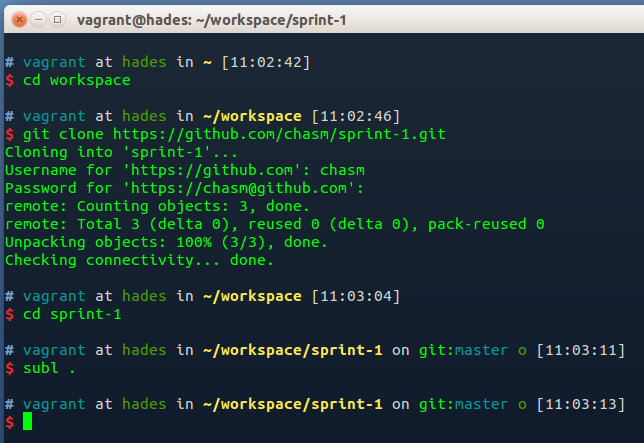 vagrant@hades: ~/workspace/sprint-1
# vagrant at hades in ~ [11:02:42]
$ cd workspace
# vagrant at hades in ~/workspace [11:02:46]
$ git clone https://github.com/chasm/sprint-1.git
Cloning into 'sprint-1'...
Username for 'https://github.com': chasm
Password for 'https://chasm@github.com':
remote: Counting objects: 3, done.
remote: Total 3 (delta 0), reused 0 (delta 0), pack-reused 0
Unpacking objects: 100% (3/3), done.
Checking connectivity... done.
# vagrant at hades in ~/workspace [11:03:04]
$ cd sprint-1
# vagrant at hades in ~/workspace/sprint-1 on git:master o [11:03:11]
$ subl .
# vagrant at hades in ~/workspace/sprint-1 on git:master o [11:03:13]
$